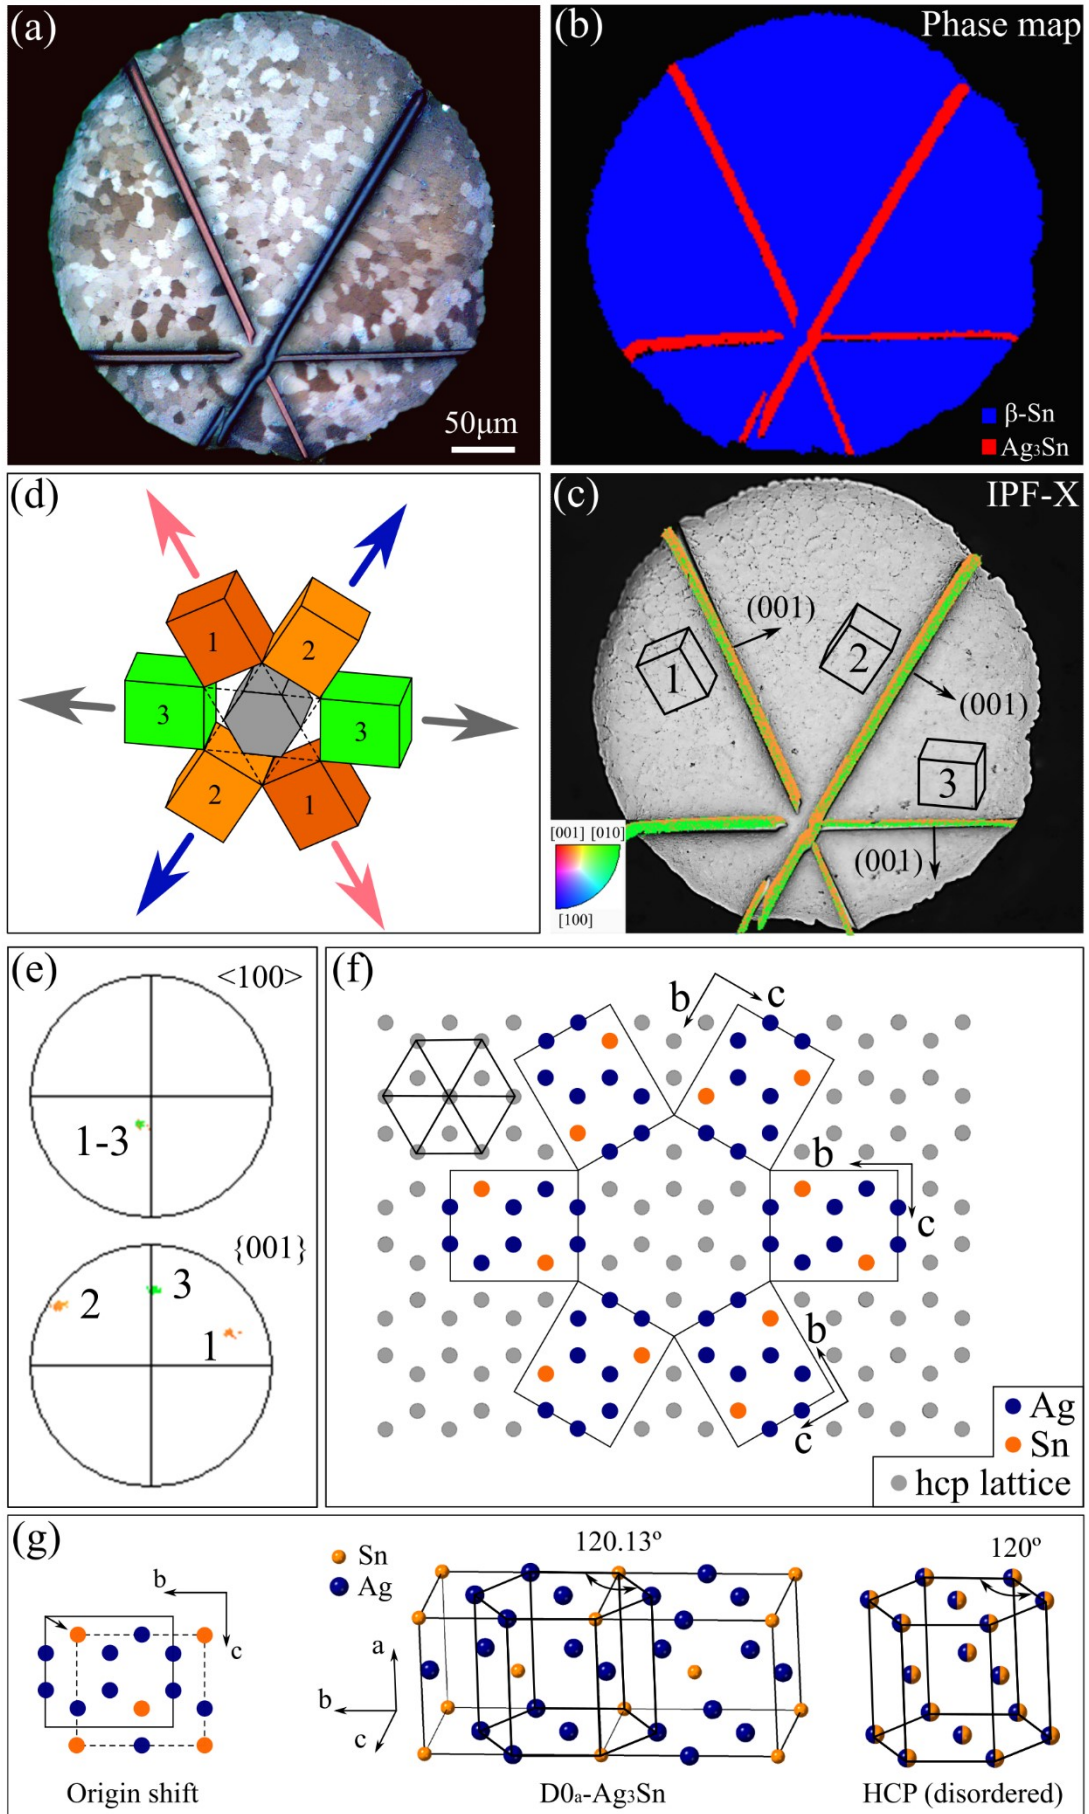 (a)
50μm
(b)
Phase map
β-Sn
Ag₃Sn
(d)
1
2
3
3
2
1
(c)
IPF-X
(001)
1
2
(001)
3
[001] [010]
(001)
[100]
(e)
<100>
1-3
{001}
2
3
1
(f)
b
c
b
c
b
c
Ag
Sn
hcp lattice
(g)
b
c
Origin shift
Sn
Ag
120.13º
a
b
c
D0ₐ-Ag₃Sn
120º
HCP (disordered)